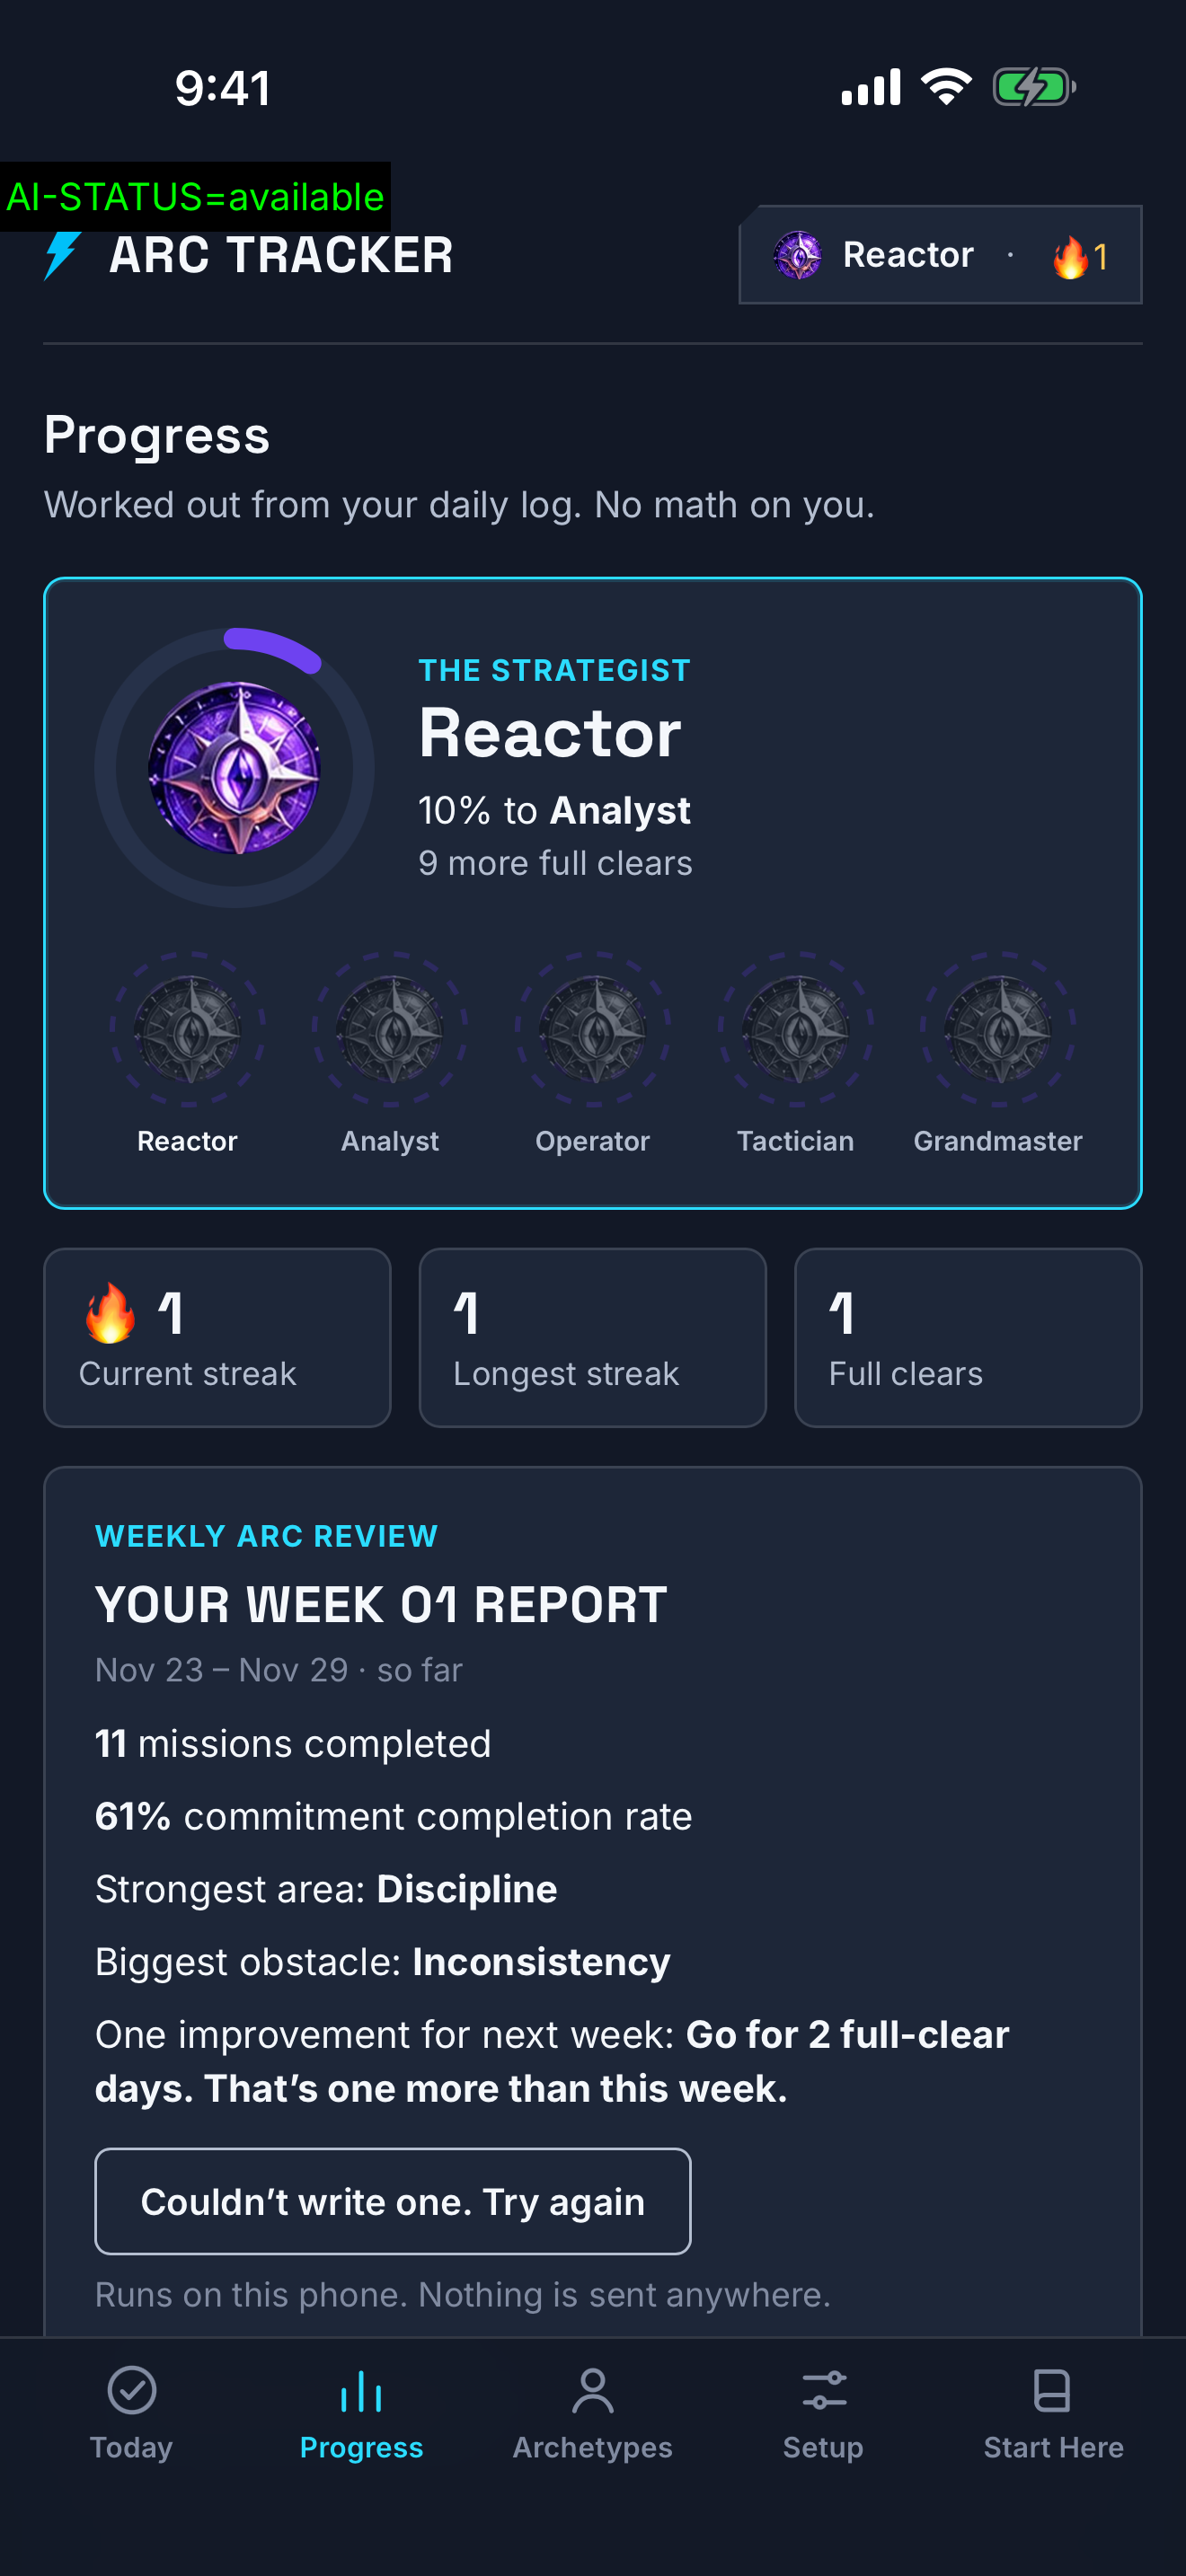 9:41
AI-STATUS=available
ARC TRACKER
Reactor · 🔥1
Progress
Worked out from your daily log. No math on you.
THE STRATEGIST
Reactor
10% to Analyst
9 more full clears
Reactor Analyst Operator Tactician Grandmaster
🔥 1
Current streak
1
Longest streak
1
Full clears
WEEKLY ARC REVIEW
YOUR WEEK 01 REPORT
Nov 23 – Nov 29 · so far
11 missions completed
61% commitment completion rate
Strongest area: Discipline
Biggest obstacle: Inconsistency
One improvement for next week: Go for 2 full-clear
days. That’s one more than this week.
Couldn’t write one. Try again
Runs on this phone. Nothing is sent anywhere.
Today Progress Archetypes Setup Start Here